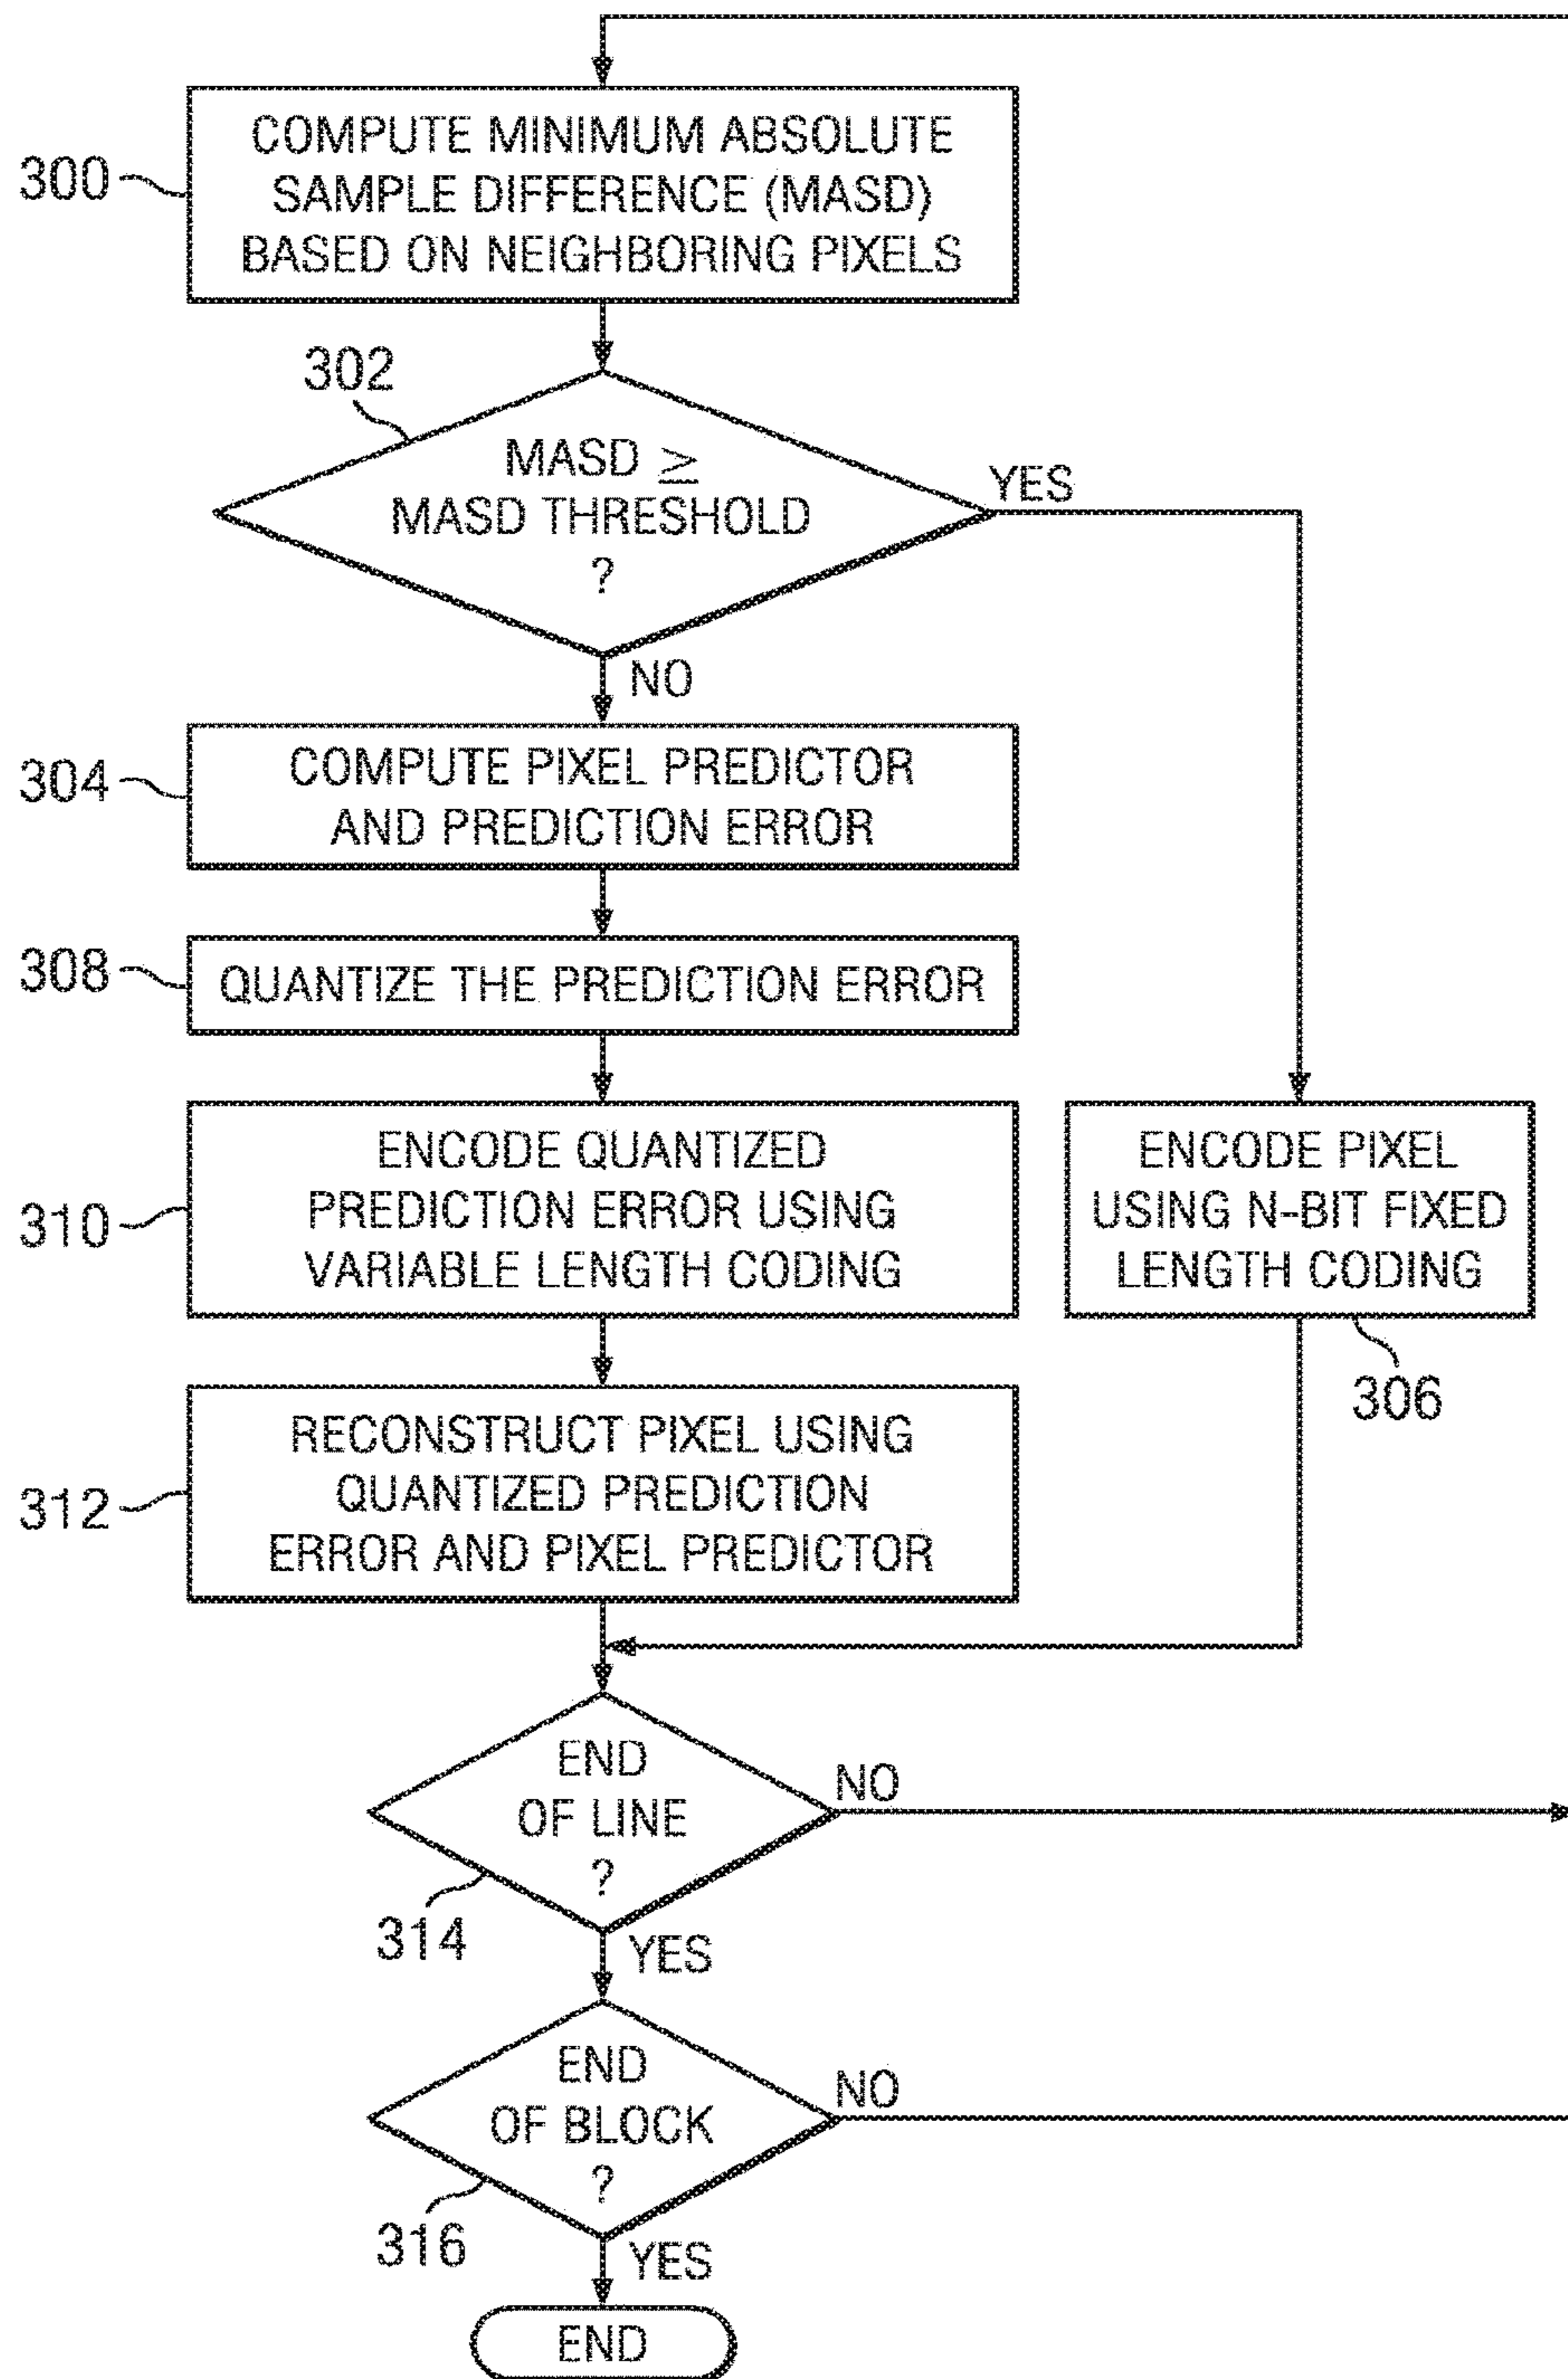 300
COMPUTE MINIMUM ABSOLUTE
SAMPLE DIFFERENCE (MASD)
BASED ON NEIGHBORING PIXELS
302
MASD ≥
MASD THRESHOLD
?
YES
NO
304
COMPUTE PIXEL PREDICTOR
AND PREDICTION ERROR
308
QUANTIZE THE PREDICTION ERROR
310
ENCODE QUANTIZED
PREDICTION ERROR USING
VARIABLE LENGTH CODING
ENCODE PIXEL
USING N-BIT FIXED
LENGTH CODING
306
312
RECONSTRUCT PIXEL USING
QUANTIZED PREDICTION
ERROR AND PIXEL PREDICTOR
END
OF LINE
?
NO
314
YES
END
OF BLOCK
?
NO
316
YES
END